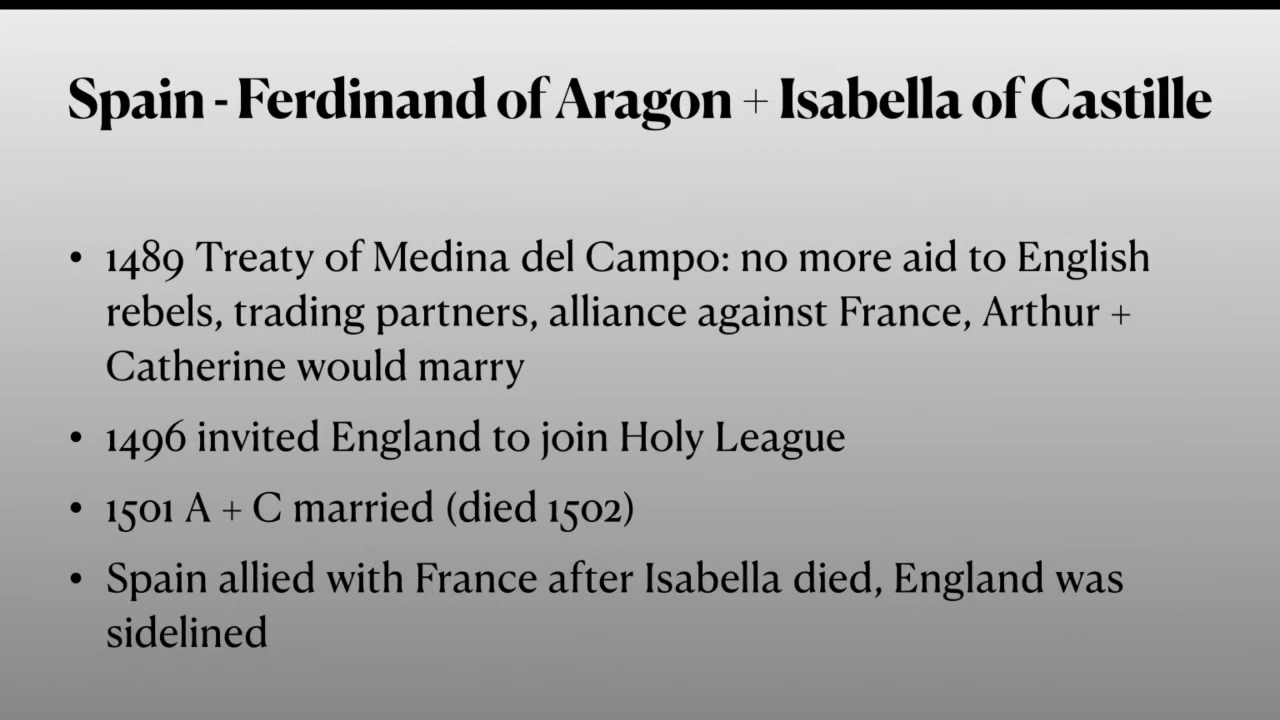 Spain - Ferdinand of Aragon + Isabella of Castille
• 1489 Treaty of Medina del Campo: no more aid to English
rebels, trading partners, alliance against France, Arthur +
Catherine would marry
• 1496 invited England to join Holy League
• 1501 A + C married (died 1502)
• Spain allied with France after Isabella died, England was
sidelined